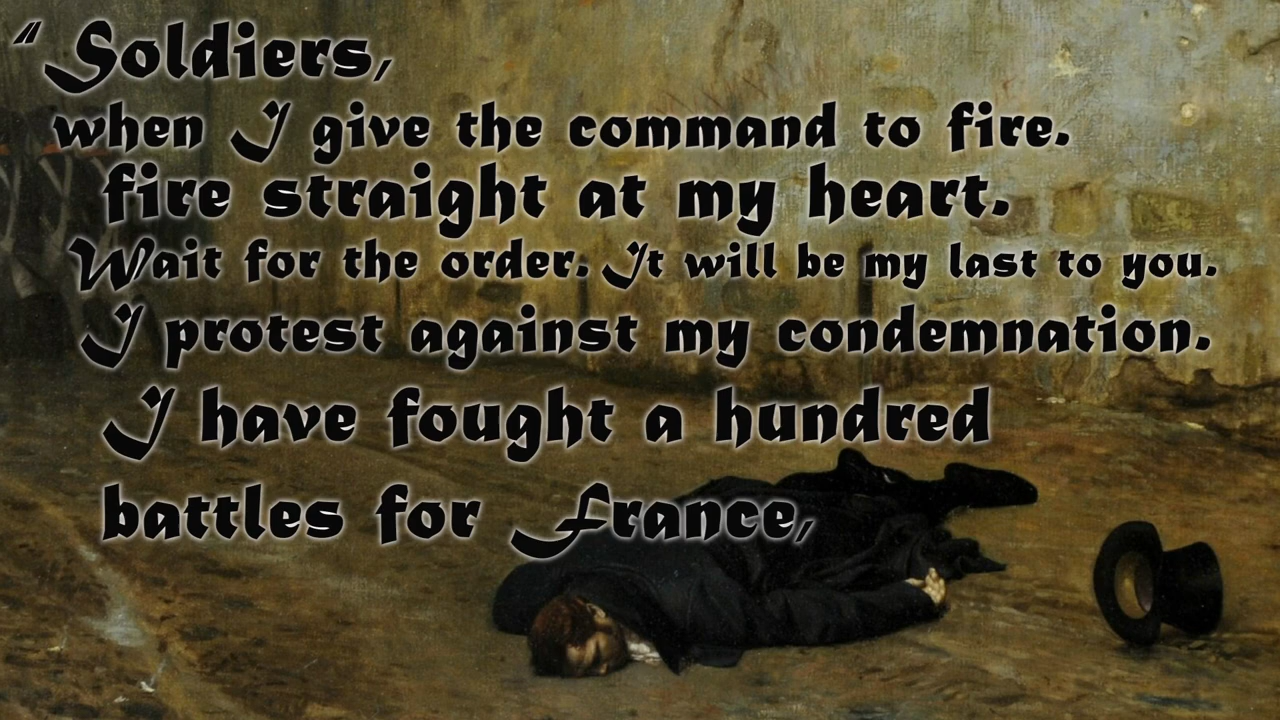 "Soldiers,
when I give the command to fire.
fire straight at my heart.
Wait for the order. It will be my last to you.
I protest against my condemnation.
I have fought a hundred
battles for France,